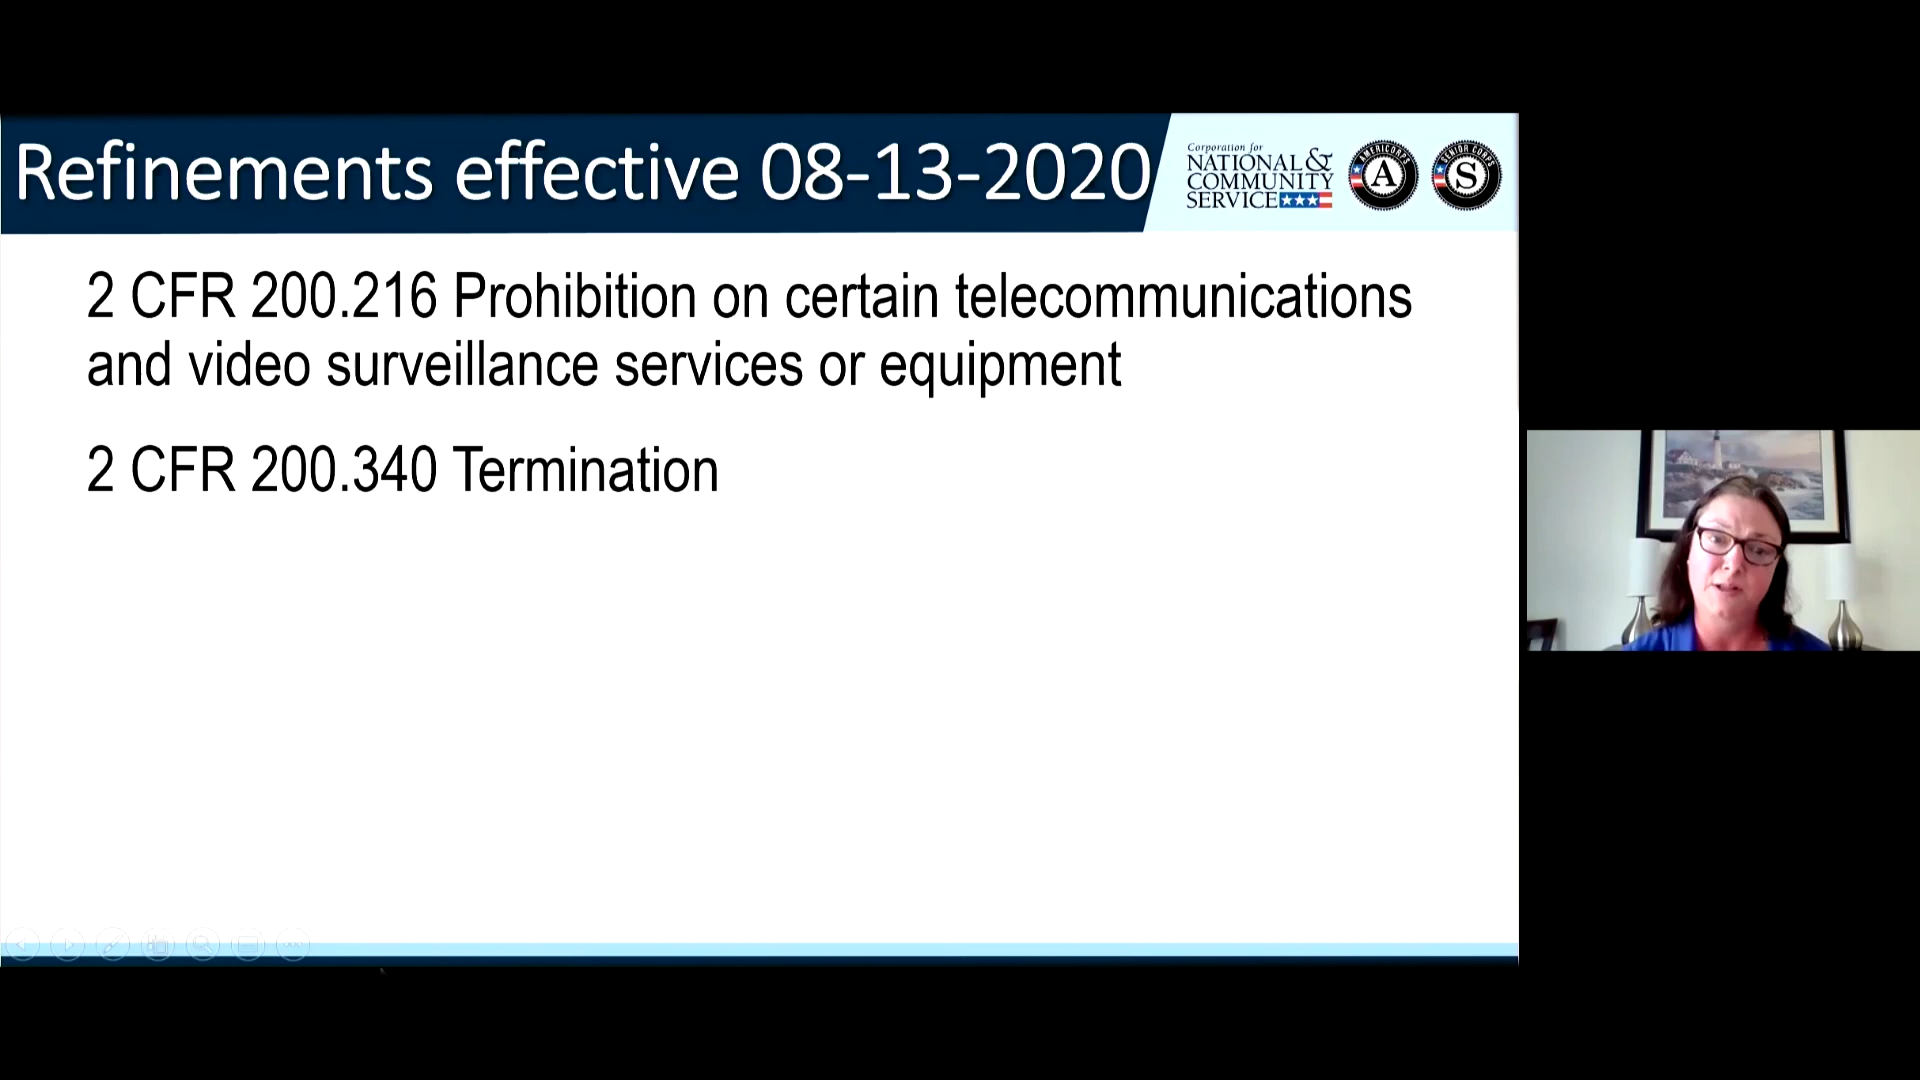 Refinements effective 08-13-2020
Corporation for
NATIONAL &
COMMUNITY
SERVICE
AMERICORPS
A
SENIOR CORPS
S
2 CFR 200.216 Prohibition on certain telecommunications
and video surveillance services or equipment
2 CFR 200.340 Termination